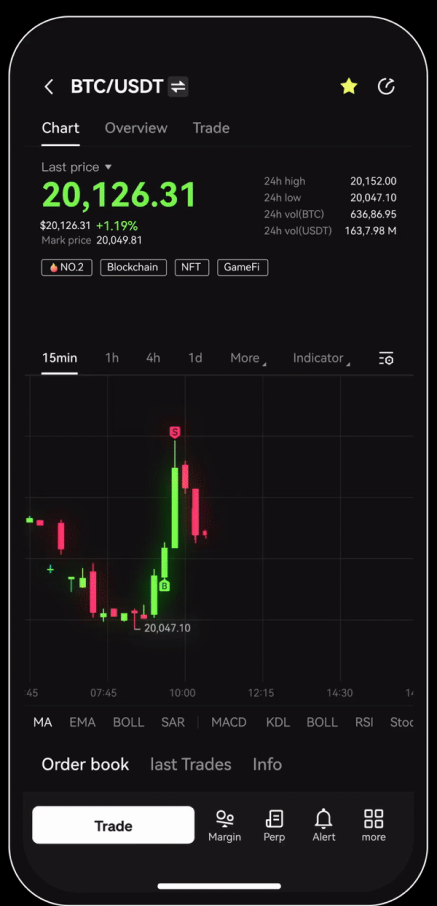 BTC/USDT
Chart Overview Trade
Last price
20,126.31
$20,126.31 +1.19%
Mark price 20,049.81
24h high 20,152.00
24h low 20,047.10
24h vol(BTC) 636,86.95
24h vol(USDT) 163,7.98 M
NO.2 Blockchain NFT GameFi
15min 1h 4h 1d More Indicator
S
B
20,047.10
:45 07:45 10:00 12:15 14:30 1
MA EMA BOLL SAR MACD KDL BOLL RSI Stoc
Order book last Trades Info
Trade
Margin Perp Alert more